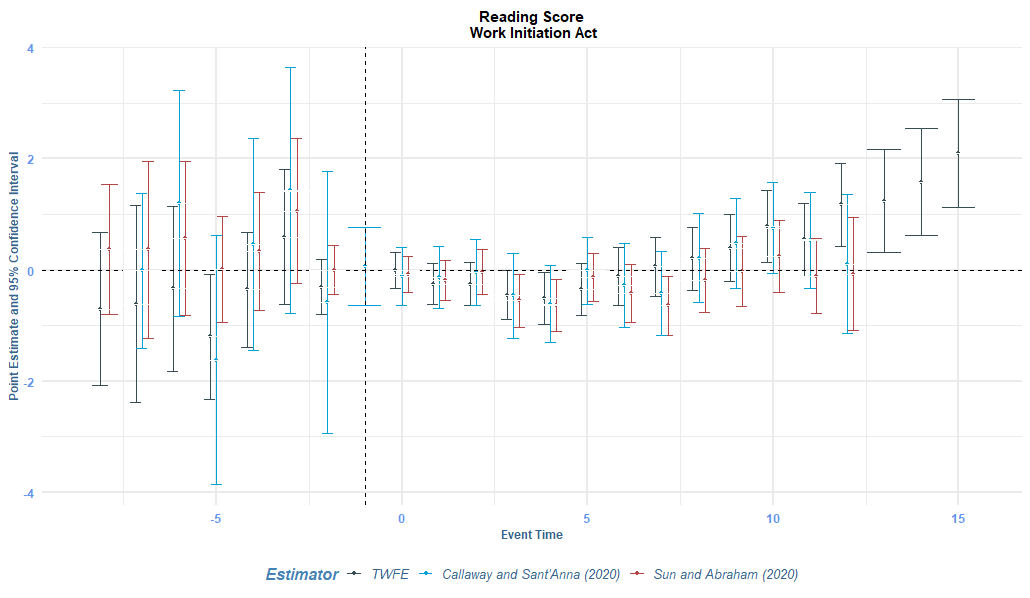 Reading Score
Work Initiation Act
Point Estimate and 95% Confidence Interval
4
2
0
-2
-4
-5
0
5
10
15
Event Time
Estimator TWFE Callaway and Sant'Anna (2020) Sun and Abraham (2020)